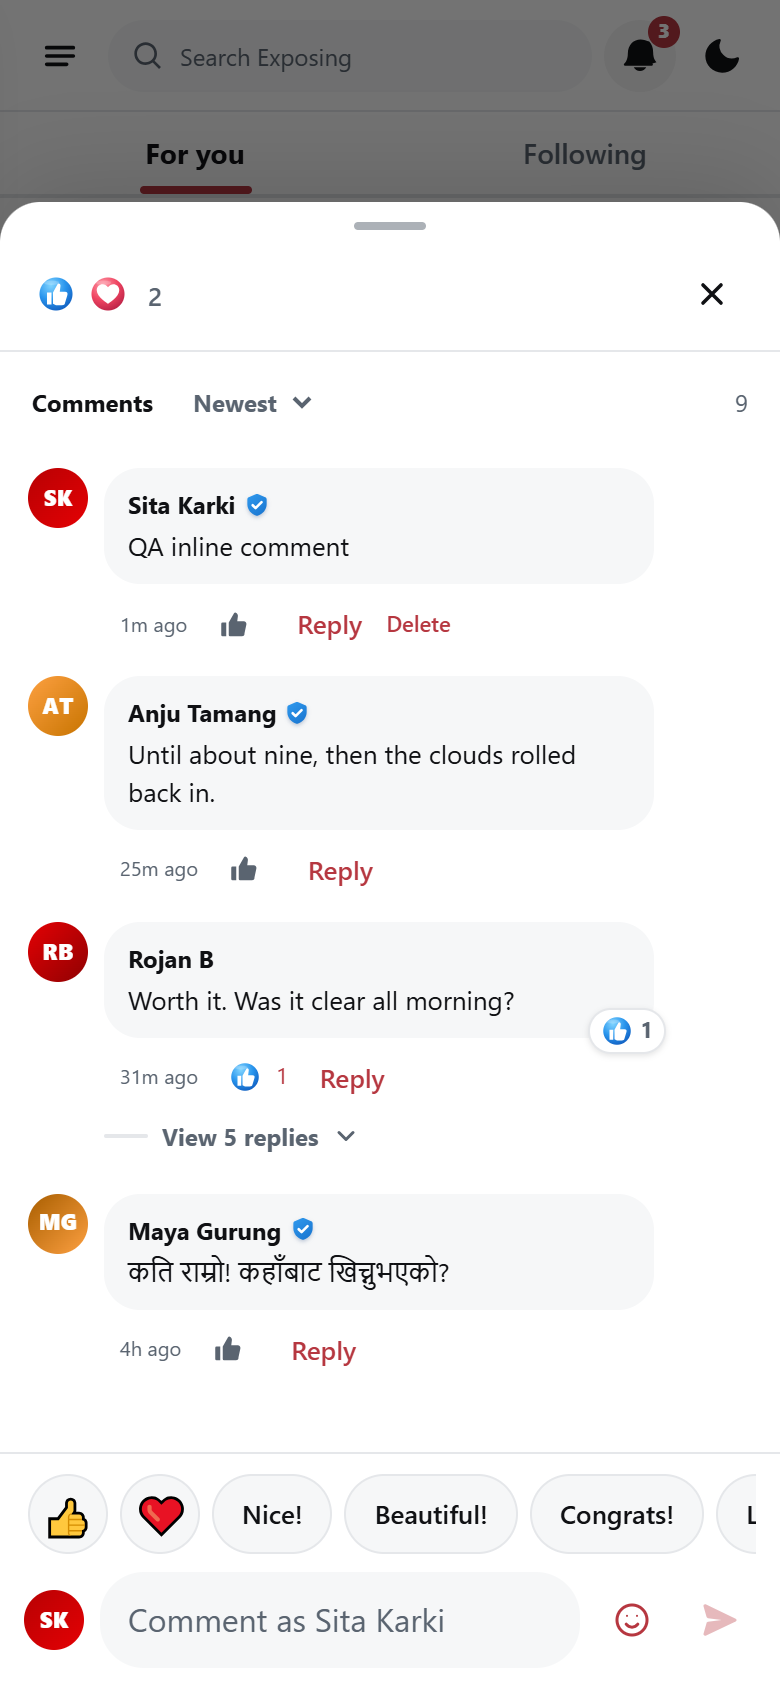 Search Exposing
3
For you
Following
2
Comments
Newest
9
SK
Sita Karki
QA inline comment
1m ago
Reply
Delete
AT
Anju Tamang
Until about nine, then the clouds rolled
back in.
25m ago
Reply
RB
Rojan B
Worth it. Was it clear all morning?
1
31m ago
1
Reply
View 5 replies
MG
Maya Gurung
कति राम्रो! कहाँबाट खिच्नुभएको?
4h ago
Reply
Nice!
Beautiful!
Congrats!
SK
Comment as Sita Karki